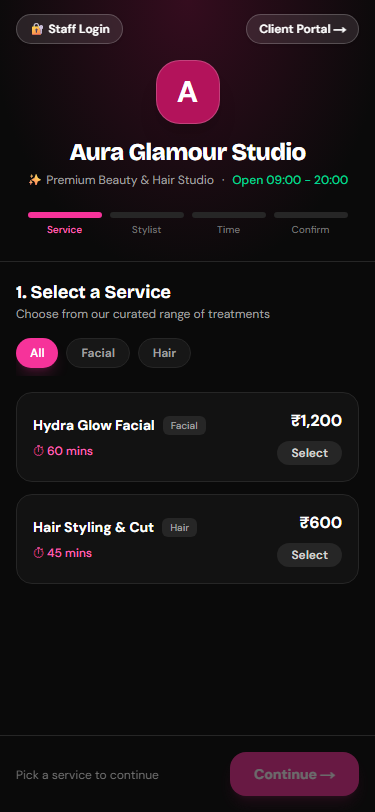 🔐 Staff Login
Client Portal →
A
Aura Glamour Studio
✨ Premium Beauty & Hair Studio · Open 09:00 - 20:00
Service Stylist Time Confirm
1. Select a Service
Choose from our curated range of treatments
All Facial Hair
Hydra Glow Facial Facial ₹1,200
⏱ 60 mins Select
Hair Styling & Cut Hair ₹600
⏱ 45 mins Select
Pick a service to continue Continue →